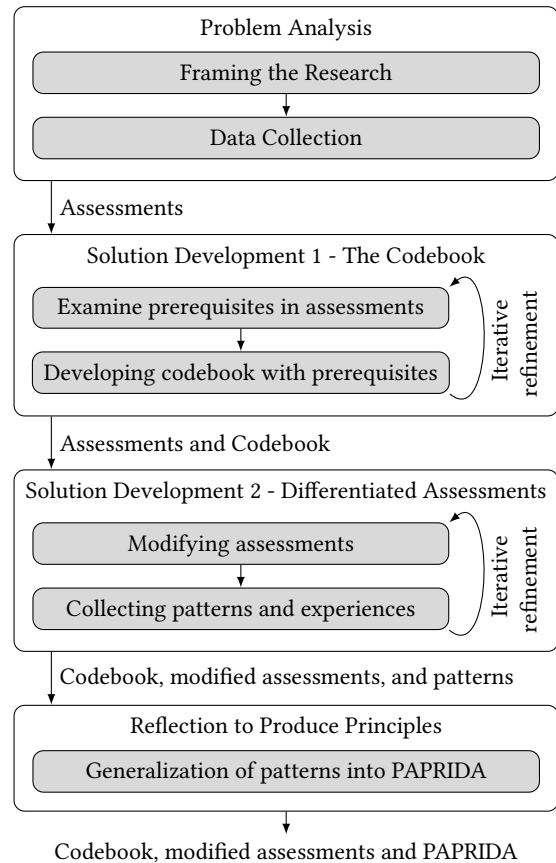 Problem Analysis
Framing the Research
Data Collection
Assessments
Solution Development 1 - The Codebook
Examine prerequisites in assessments
Developing codebook with prerequisites
Iterative
refinement
Assessments and Codebook
Solution Development 2 - Differentiated Assessments
Modifying assessments
Collecting patterns and experiences
Iterative
refinement
Codebook, modified assessments, and patterns
Reflection to Produce Principles
Generalization of patterns into PAPRIDA
Codebook, modified assessments and PAPRIDA